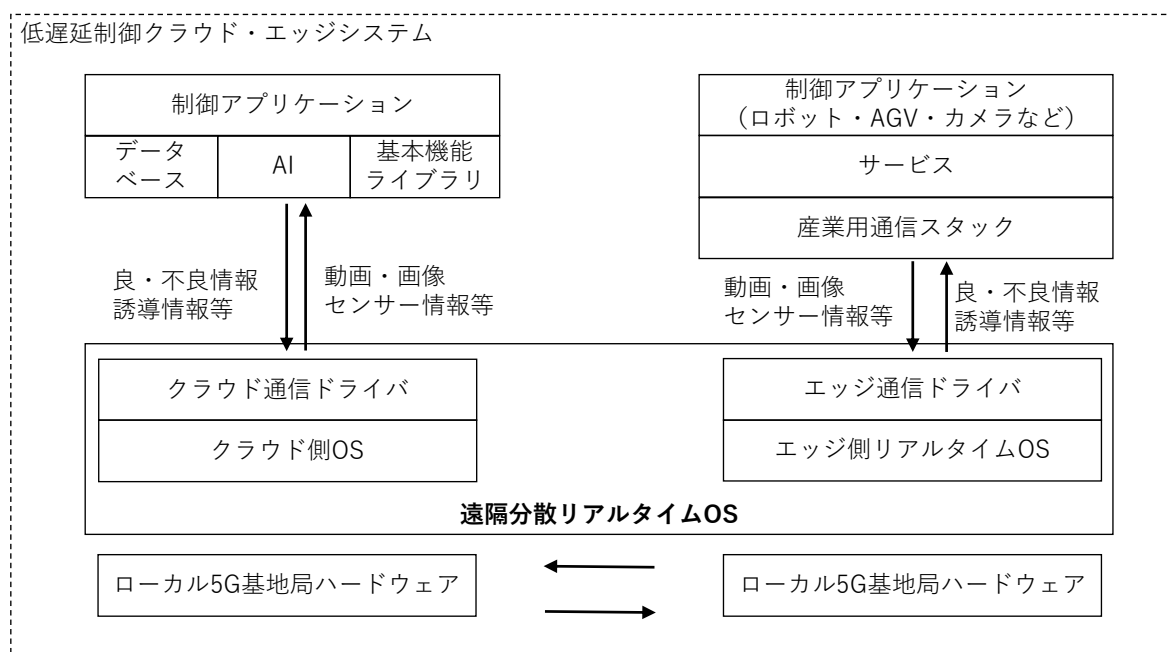 低遅延制御クラウド・エッジシステム
制御アプリケーション
データ
ベース
AI
基本機能
ライブラリ
制御アプリケーション
（ロボット・AGV・カメラなど）
サービス
産業用通信スタック
良・不良情報
誘導情報等
動画・画像
センサー情報等
動画・画像
センサー情報等
良・不良情報
誘導情報等
クラウド通信ドライバ
クラウド側OS
エッジ通信ドライバ
エッジ側リアルタイムOS
遠隔分散リアルタイムOS
ローカル5G基地局ハードウェア
ローカル5G基地局ハードウェア